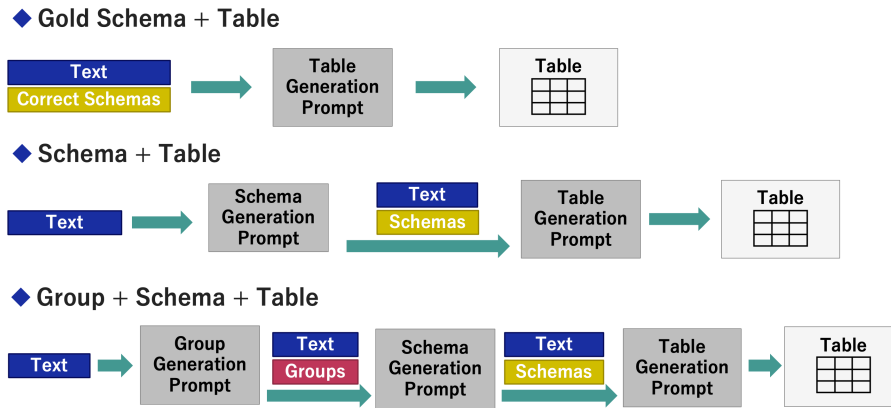 ◆ Gold Schema + Table
Text
Correct Schemas
Table
Generation
Prompt
Table
◆ Schema + Table
Text
Schema
Generation
Prompt
Text
Schemas
Table
Generation
Prompt
Table
◆ Group + Schema + Table
Text
Group
Generation
Prompt
Text
Groups
Schema
Generation
Prompt
Text
Schemas
Table
Generation
Prompt
Table